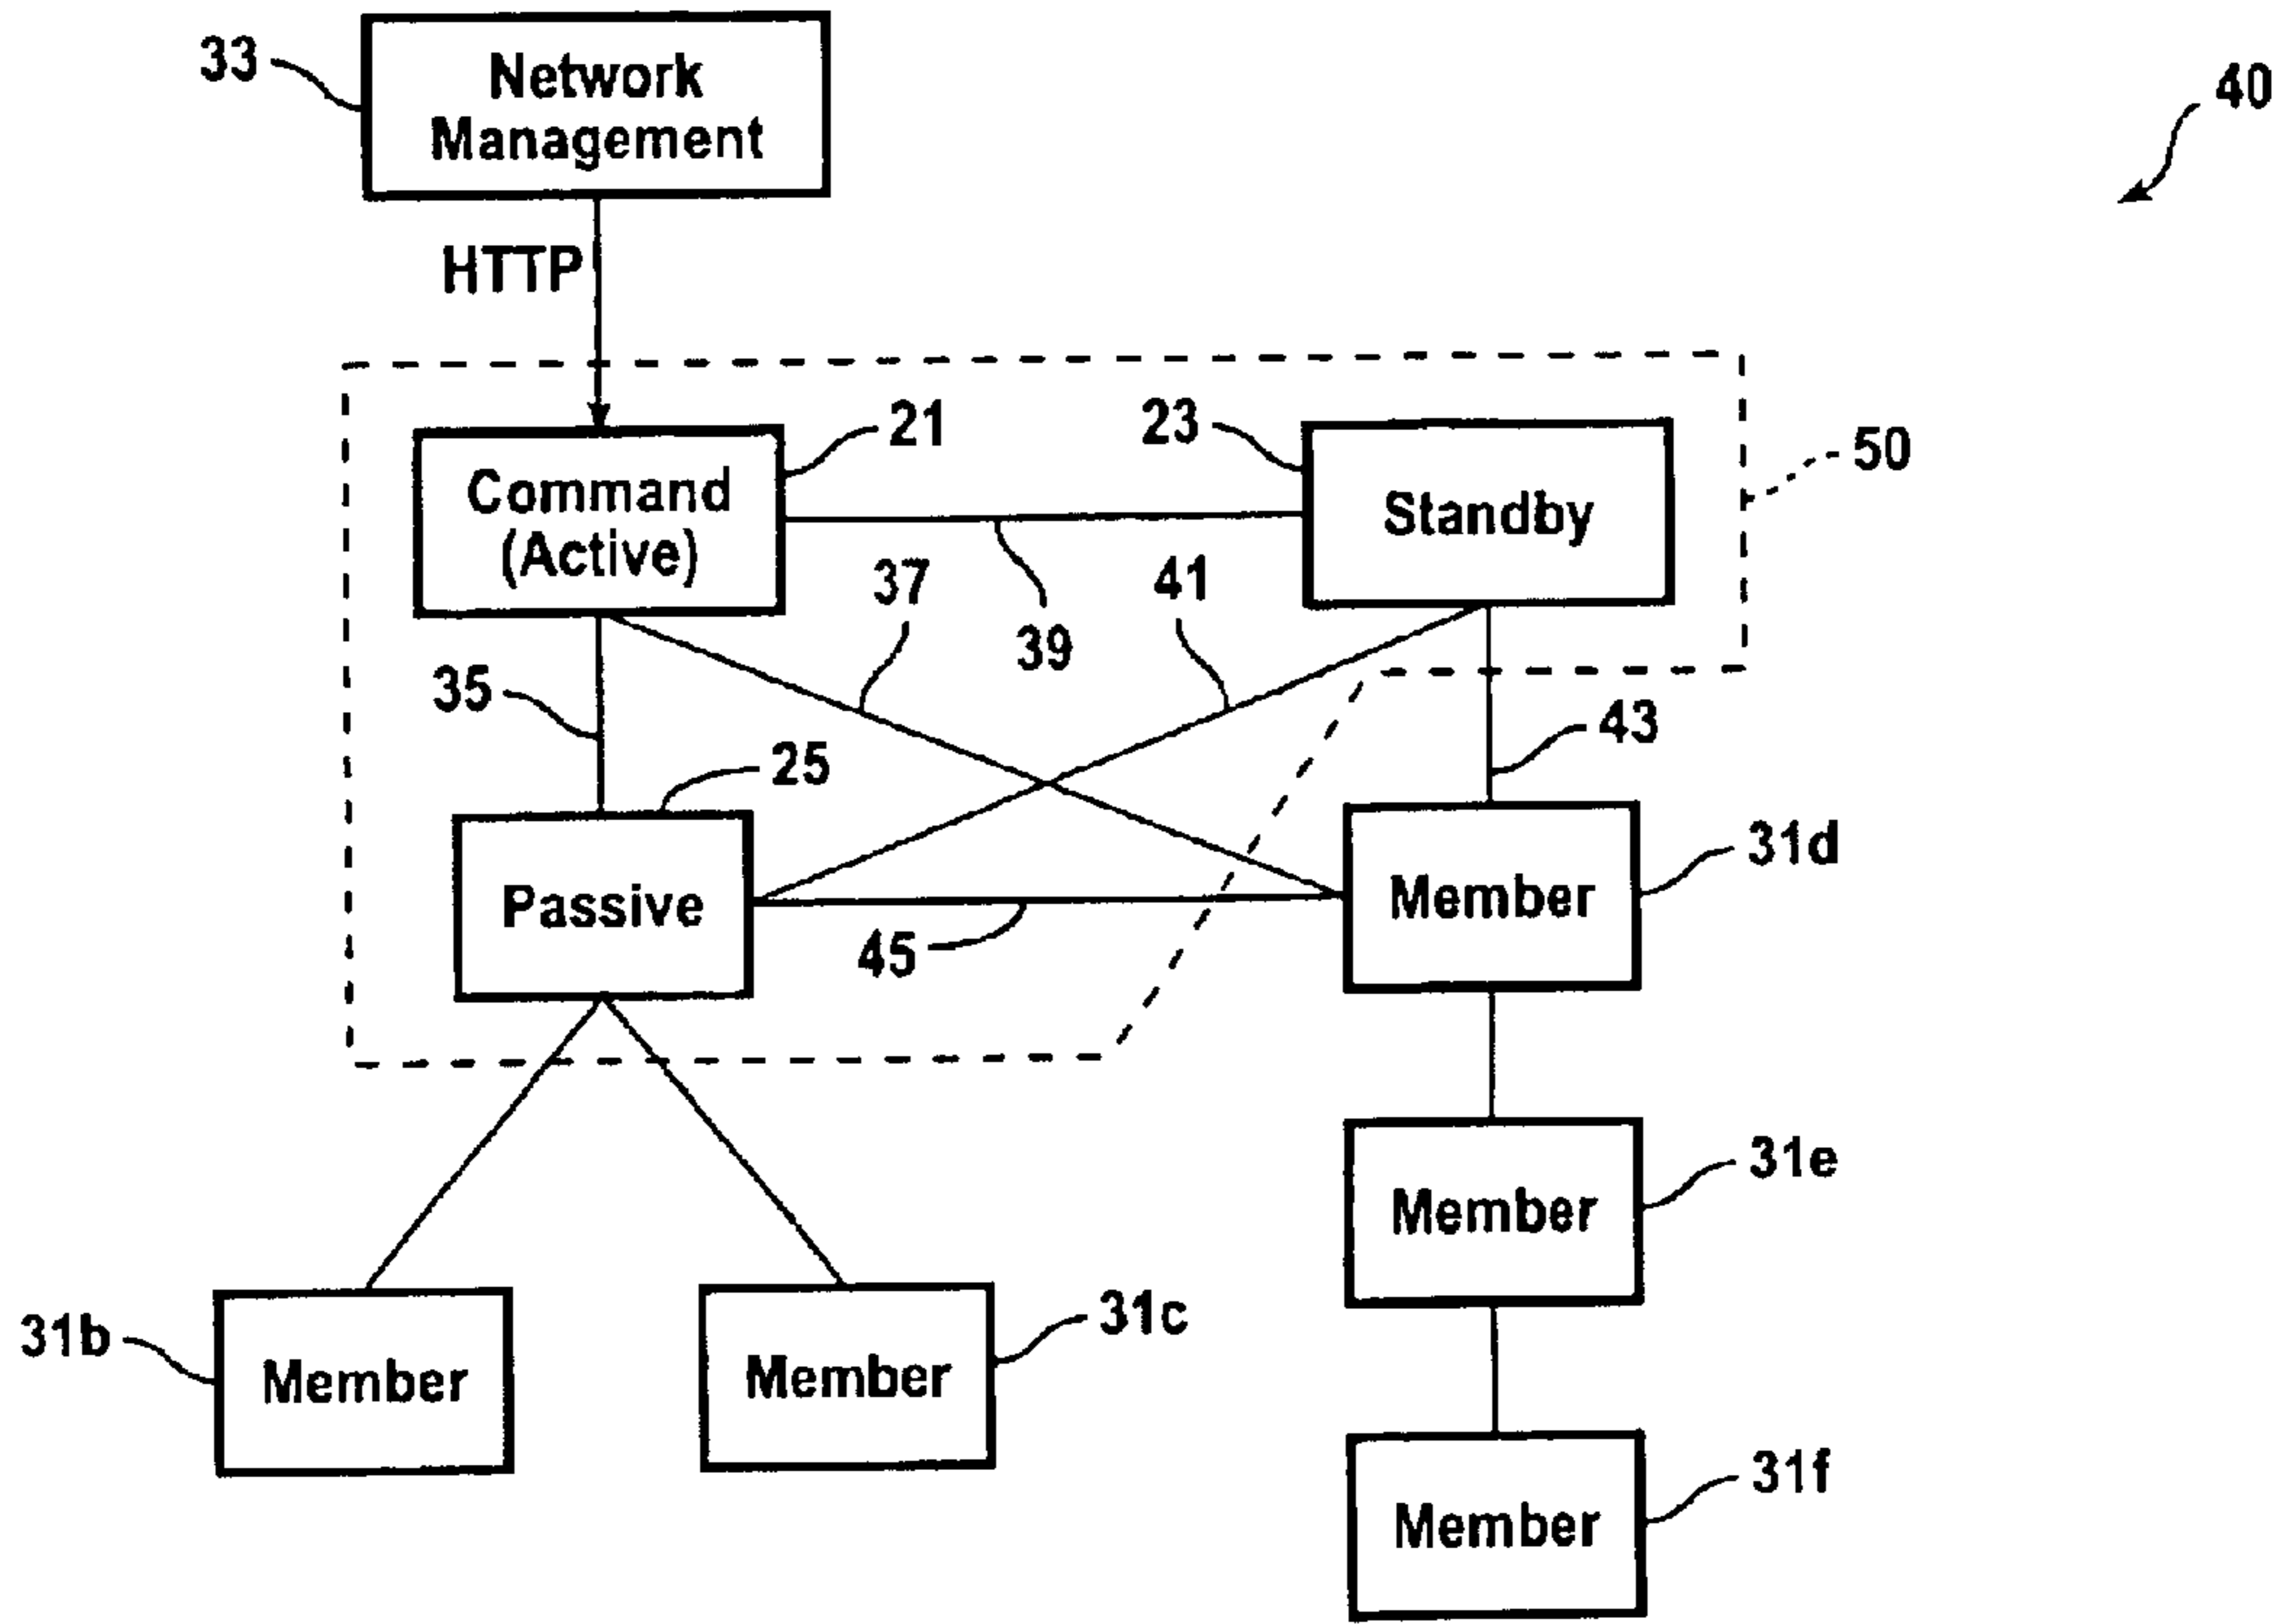 33
Network
Management
40
HTTP
21
23
50
Command
(Active)
Standby
37
41
39
35
43
25
31d
Passive
Member
45
31e
Member
31b
31c
Member
Member
31f
Member